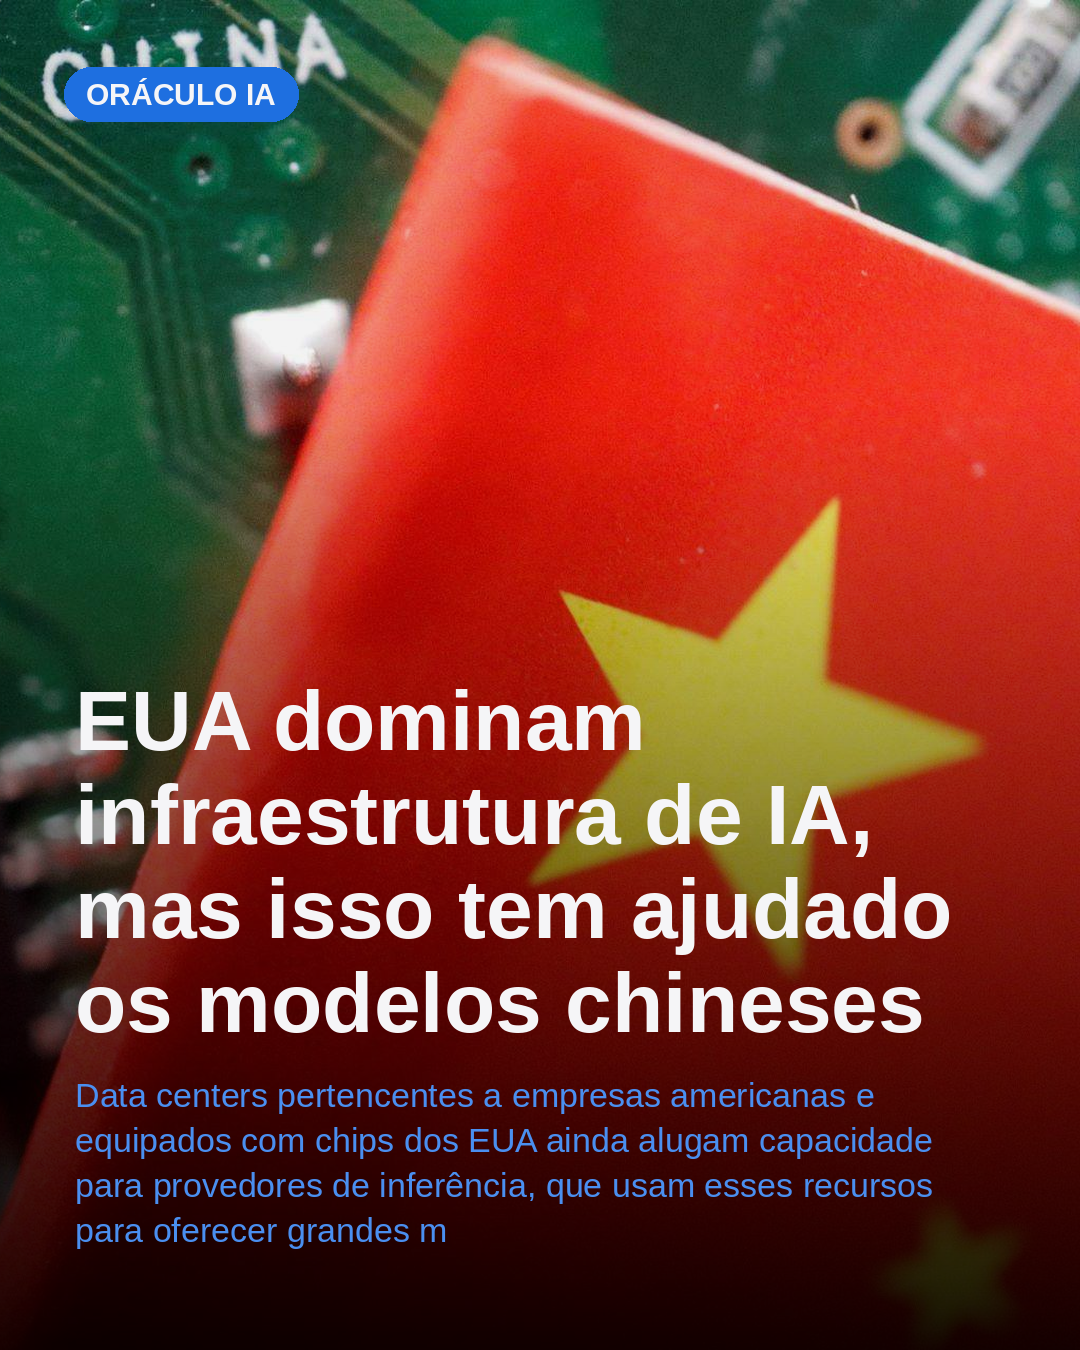 CHINA
ORÁCULO IA
EUA dominam
infraestrutura de IA,
mas isso tem ajudado
os modelos chineses
Data centers pertencentes a empresas americanas e
equipados com chips dos EUA ainda alugam capacidade
para provedores de inferência, que usam esses recursos
para oferecer grandes m